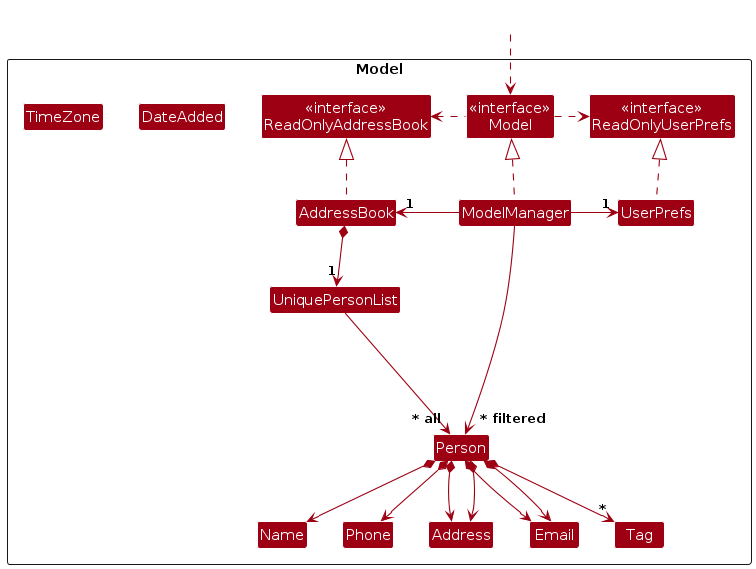 Model
TimeZone
DateAdded
«interface»
ReadOnlyAddressBook
«interface»
Model
«interface»
ReadOnlyUserPrefs
AddressBook
1
ModelManager
1
UserPrefs
1
UniquePersonList
* all
* filtered
Person
*
Name
Phone
Address
Email
Tag